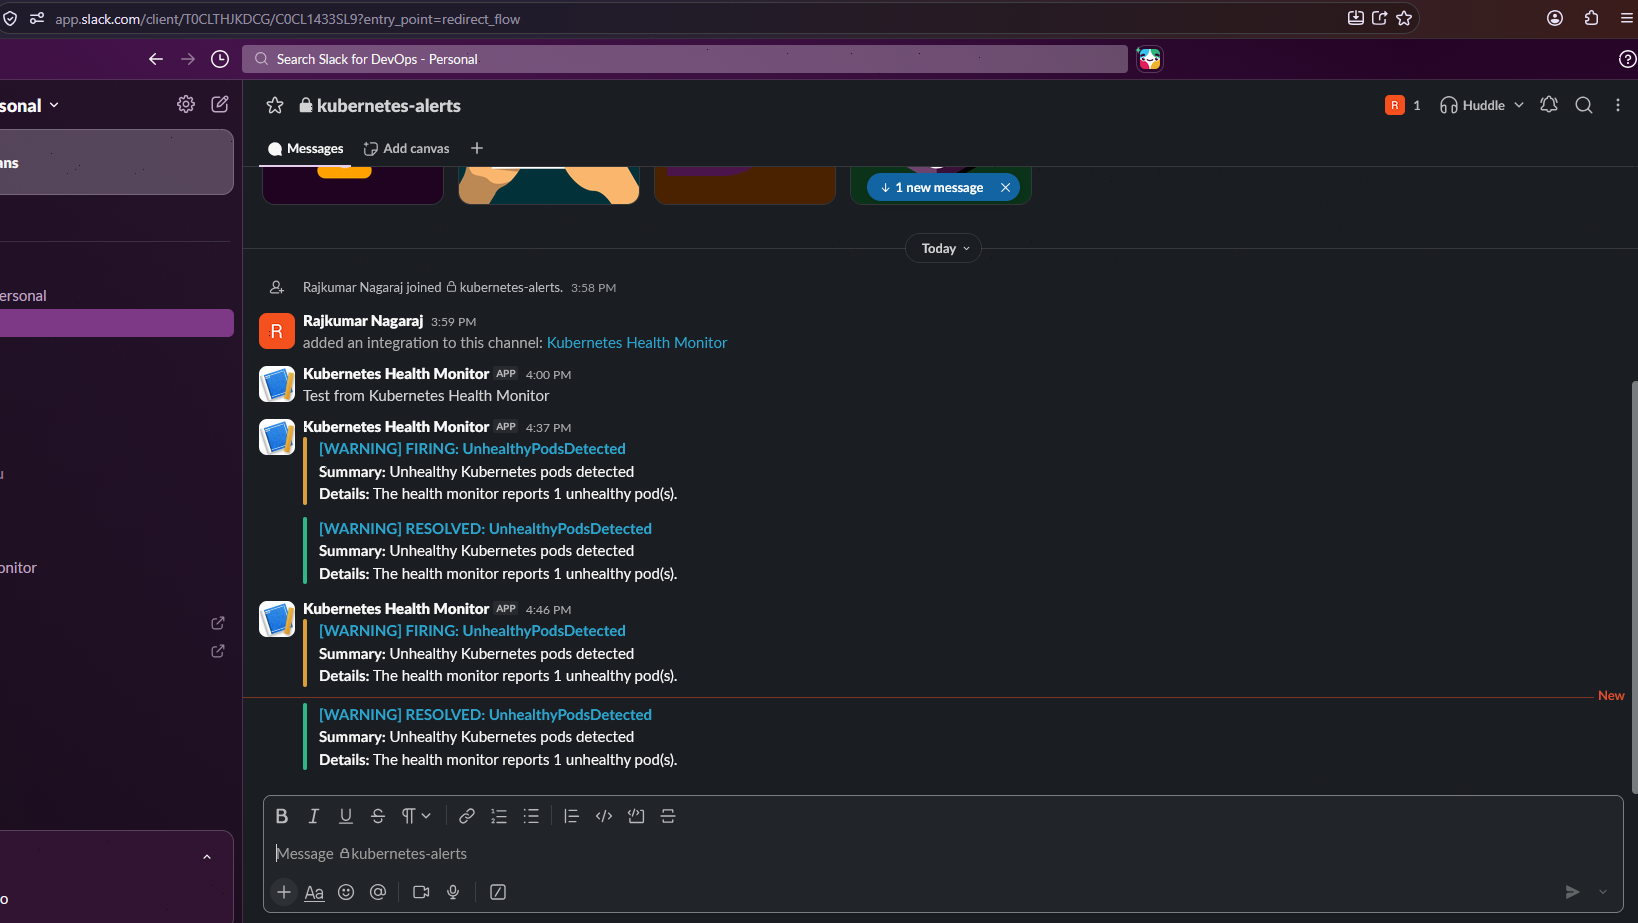 app.slack.com/client/T0CLTHJKDCG/C0CL1433SL9?entry_point=redirect_flow
Search Slack for DevOps - Personal
sonal
kubernetes-alerts
R 1
Huddle
Messages
Add canvas
ans
1 new message
Today
ersonal
Rajkumar Nagaraj joined kubernetes-alerts. 3:58 PM
R
Rajkumar Nagaraj 3:59 PM
added an integration to this channel: Kubernetes Health Monitor
Kubernetes Health Monitor APP 4:00 PM
Test from Kubernetes Health Monitor
Kubernetes Health Monitor APP 4:37 PM
[WARNING] FIRING: UnhealthyPodsDetected
Summary: Unhealthy Kubernetes pods detected
u
Details: The health monitor reports 1 unhealthy pod(s).
[WARNING] RESOLVED: UnhealthyPodsDetected
Summary: Unhealthy Kubernetes pods detected
onitor
Details: The health monitor reports 1 unhealthy pod(s).
Kubernetes Health Monitor APP 4:46 PM
[WARNING] FIRING: UnhealthyPodsDetected
Summary: Unhealthy Kubernetes pods detected
Details: The health monitor reports 1 unhealthy pod(s).
New
[WARNING] RESOLVED: UnhealthyPodsDetected
Summary: Unhealthy Kubernetes pods detected
Details: The health monitor reports 1 unhealthy pod(s).
Message kubernetes-alerts
Aa
o